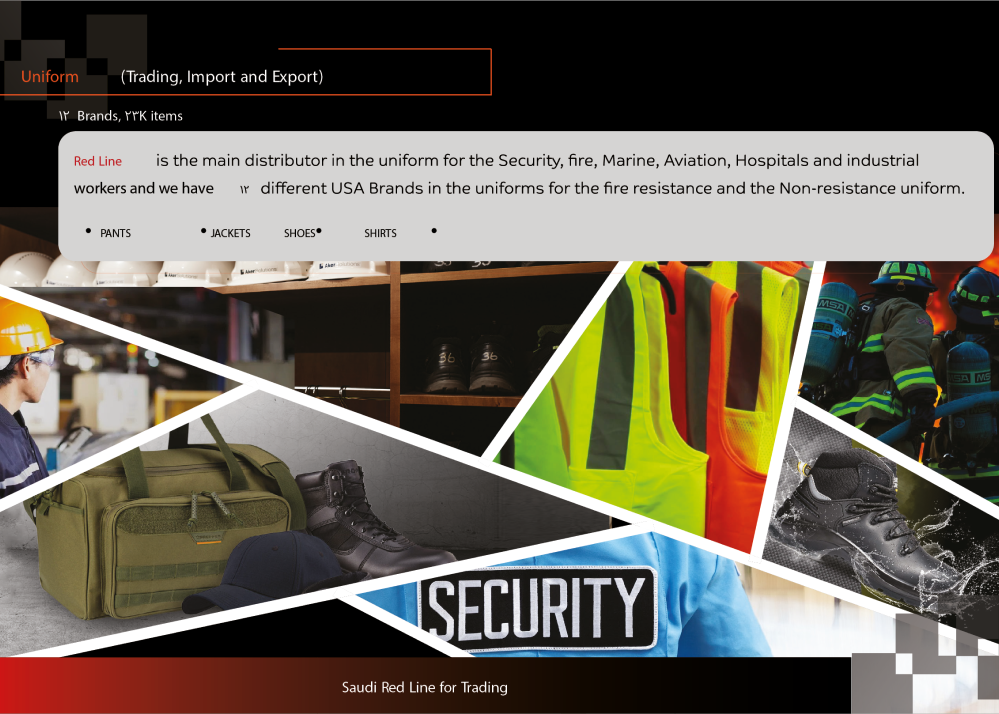 Uniform (Trading, Import and Export)
١٢ Brands, ٢٣K items
Red Line is the main distributor in the uniform for the Security, fire, Marine, Aviation, Hospitals and industrial
workers and we have ١٢ different USA Brands in the uniforms for the fire resistance and the Non-resistance uniform.
• PANTS • JACKETS SHOES• SHIRTS •
36 36
MSA
MSA
SECURITY
Saudi Red Line for Trading